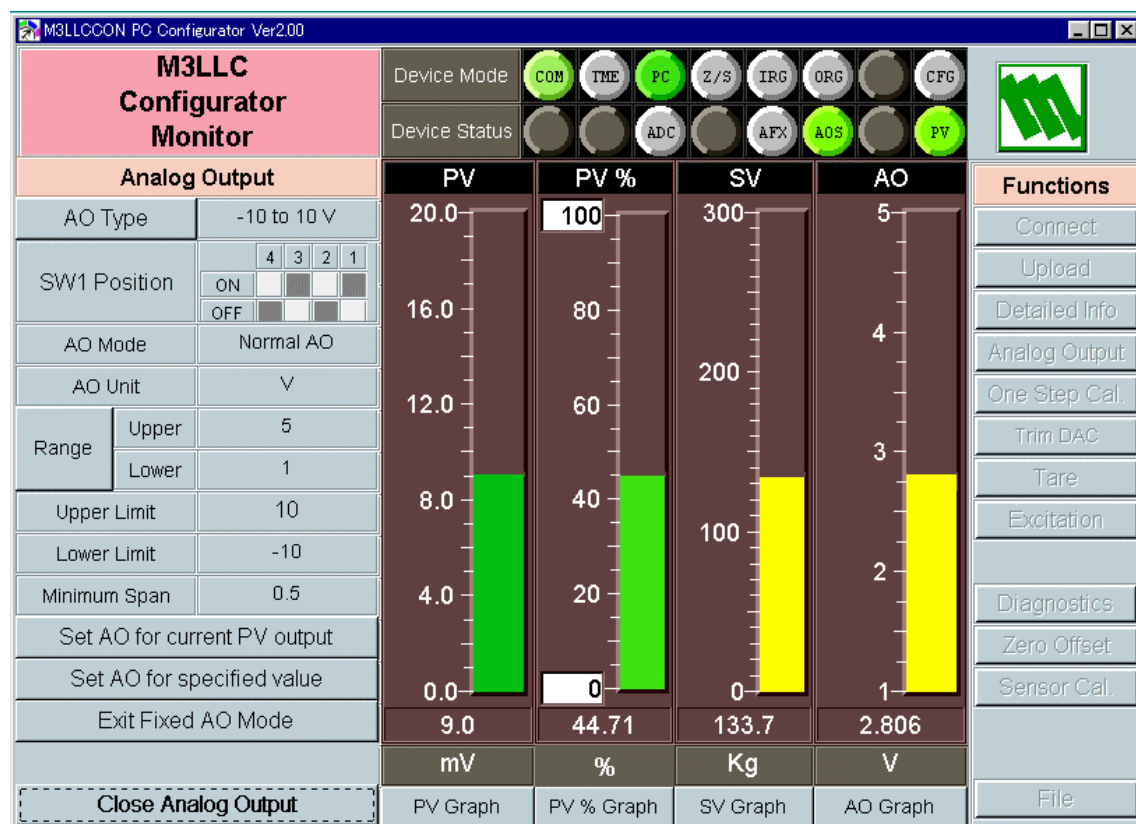 M3LLCCON PC Configurator Ver2.00
M3LLC
Configurator
Monitor
Device Mode COM TME PC Z/S IRG ORG CFG
Device Status ADC AFX AOS PV
Analog Output
AO Type -10 to 10 V
SW1 Position
4 3 2 1
ON
OFF
AO Mode Normal AO
AO Unit V
Range
Upper 5
Lower 1
Upper Limit 10
Lower Limit -10
Minimum Span 0.5
Set AO for current PV output
Set AO for specified value
Exit Fixed AO Mode
Close Analog Output
PV
20.0
16.0
12.0
8.0
4.0
0.0
9.0
mV
PV Graph
PV %
100
80
60
40
20
0
44.71
%
PV % Graph
SV
300
200
100
0
133.7
Kg
SV Graph
AO
5
4
3
2
1
2.806
V
AO Graph
Functions
Connect
Upload
Detailed Info
Analog Output
One Step Cal.
Trim DAC
Tare
Excitation
Diagnostics
Zero Offset
Sensor Cal.
File